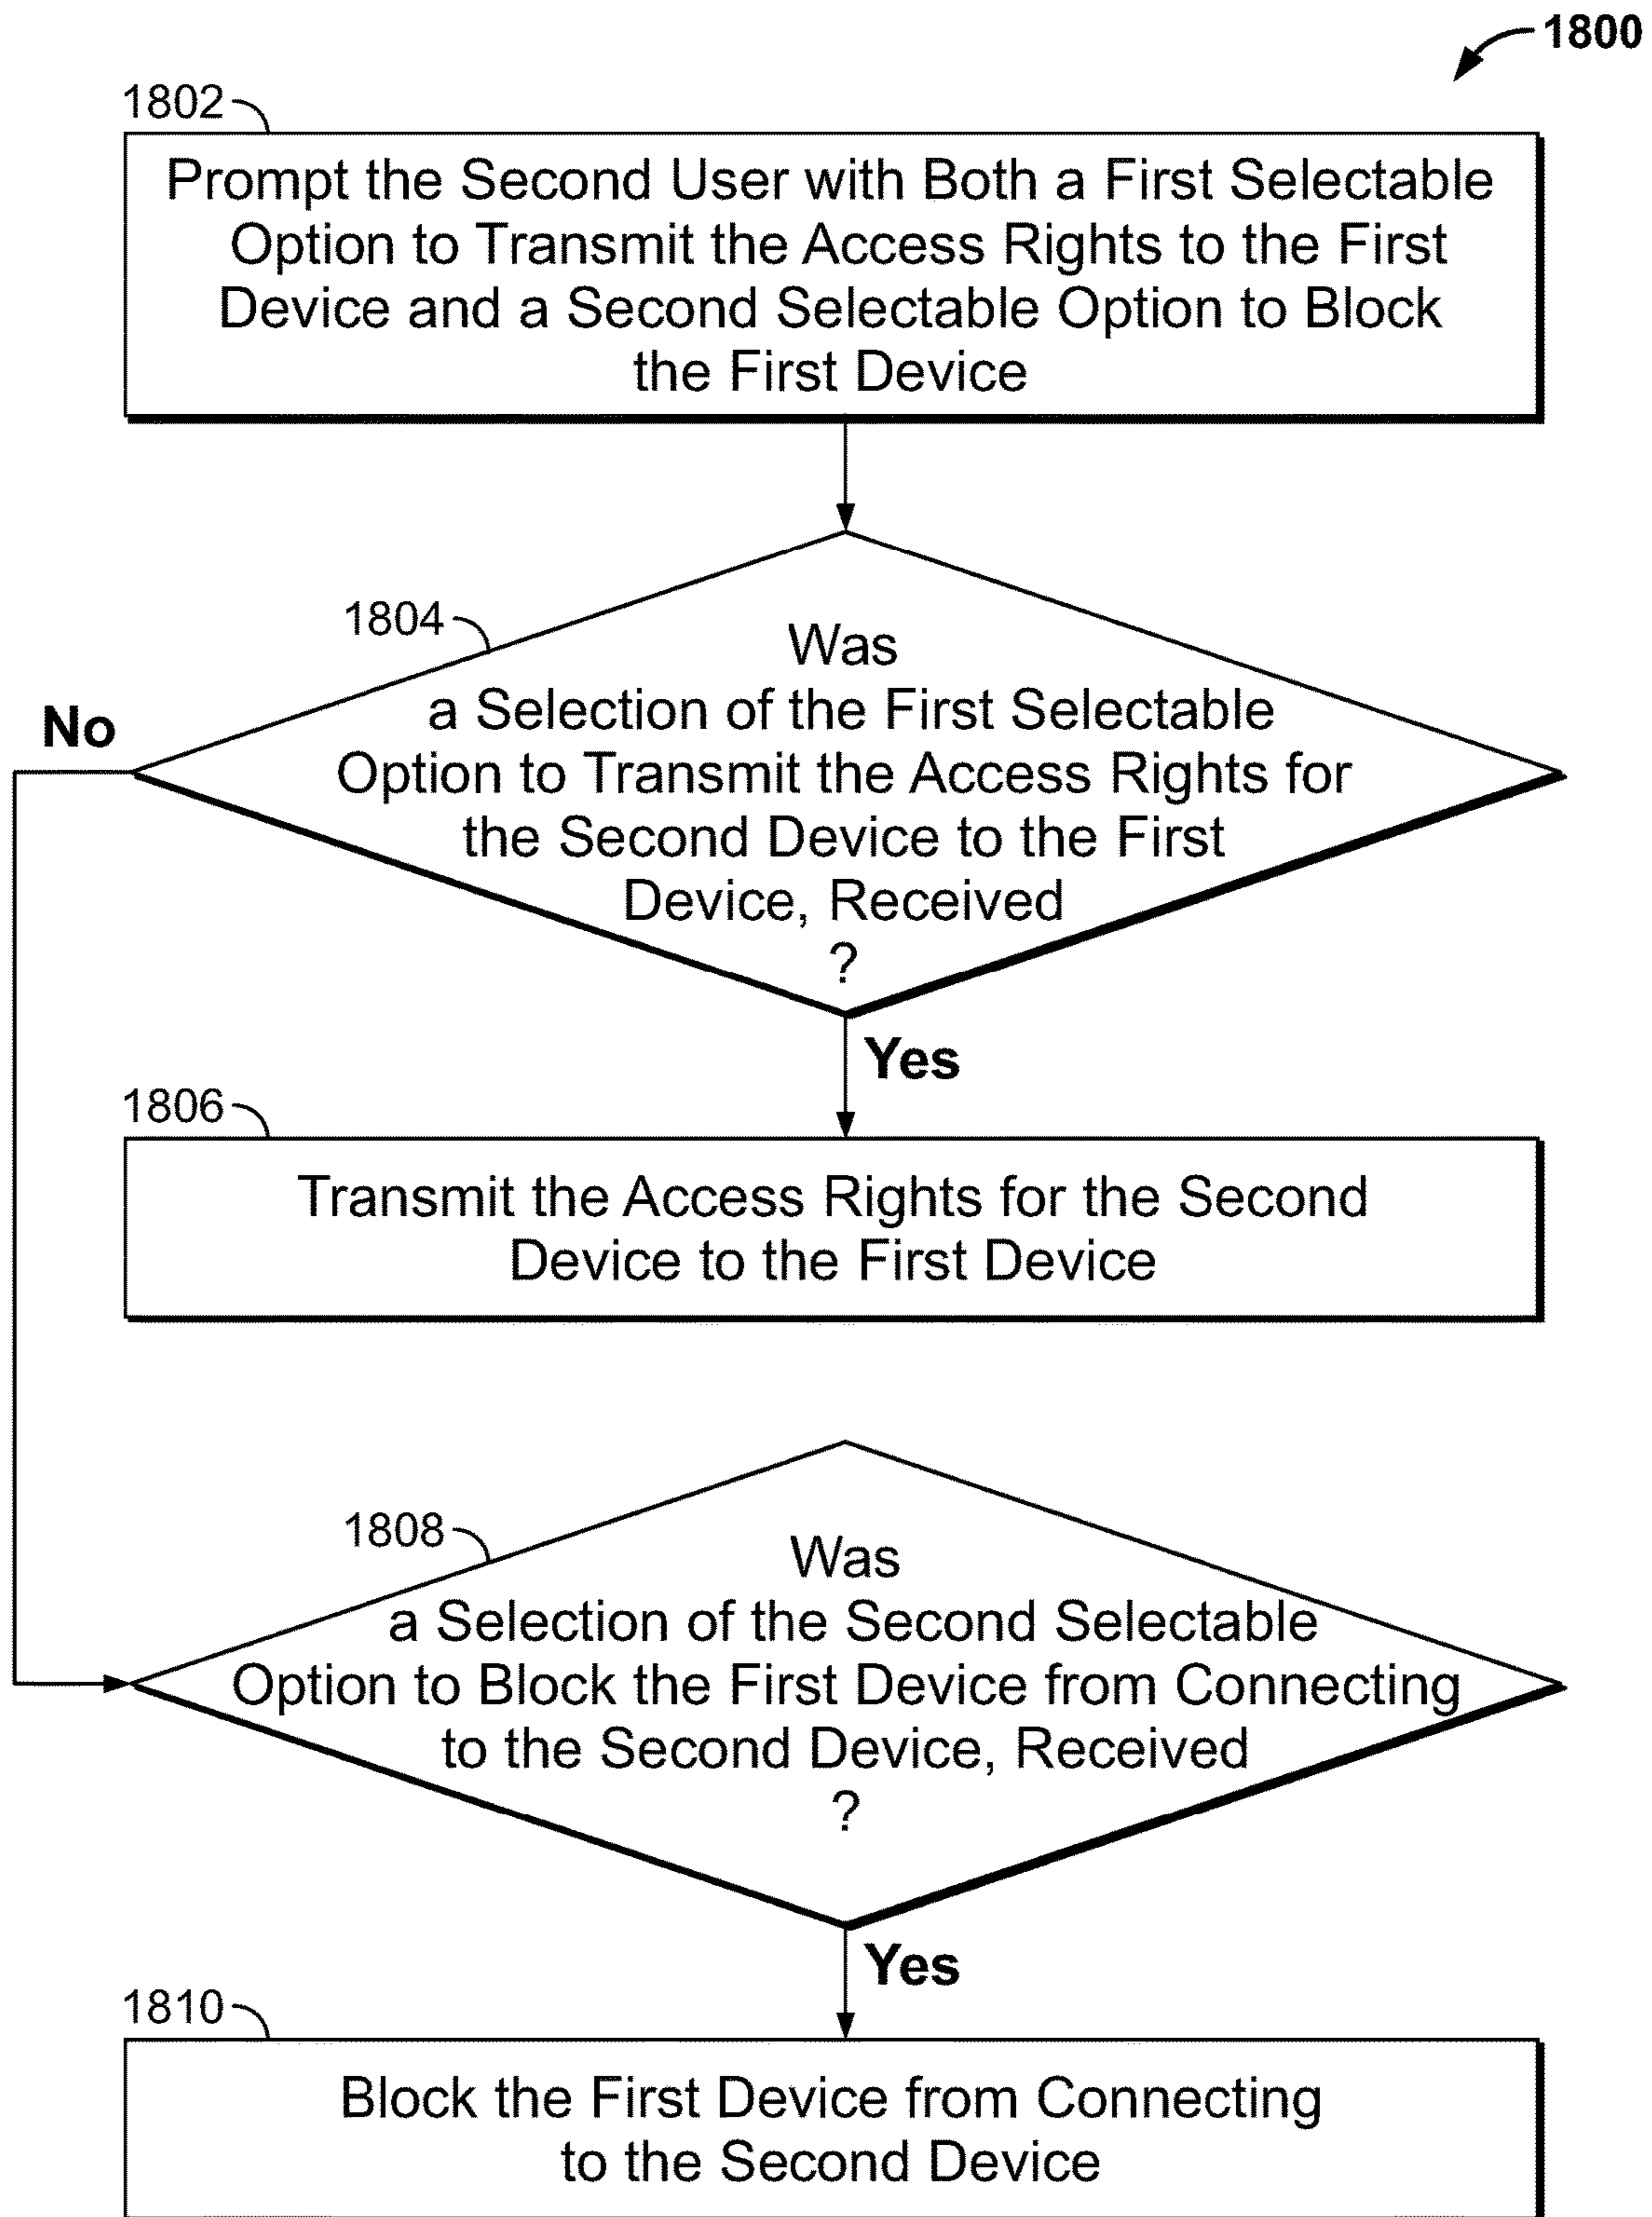 1800
1802
Prompt the Second User with Both a First Selectable
Option to Transmit the Access Rights to the First
Device and a Second Selectable Option to Block
the First Device
1804
Was
a Selection of the First Selectable
Option to Transmit the Access Rights for
the Second Device to the First
Device, Received
?
No
Yes
1806
Transmit the Access Rights for the Second
Device to the First Device
1808
Was
a Selection of the Second Selectable
Option to Block the First Device from Connecting
to the Second Device, Received
?
Yes
1810
Block the First Device from Connecting
to the Second Device